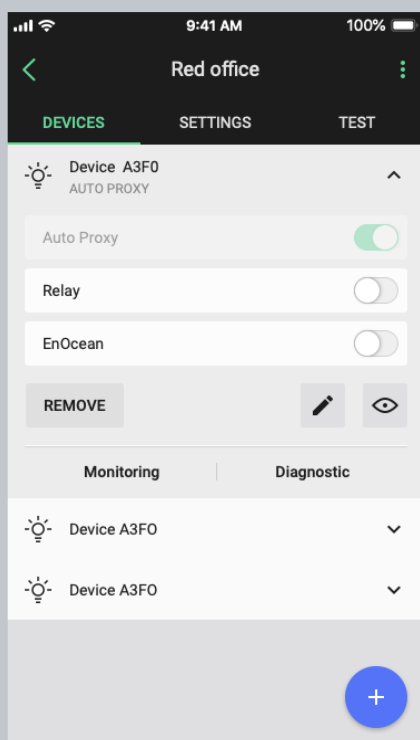 9:41 AM
100%
Red office
DEVICES SETTINGS TEST
Device A3F0
AUTO PROXY
Auto Proxy
Relay
EnOcean
REMOVE
Monitoring Diagnostic
Device A3FO
Device A3FO